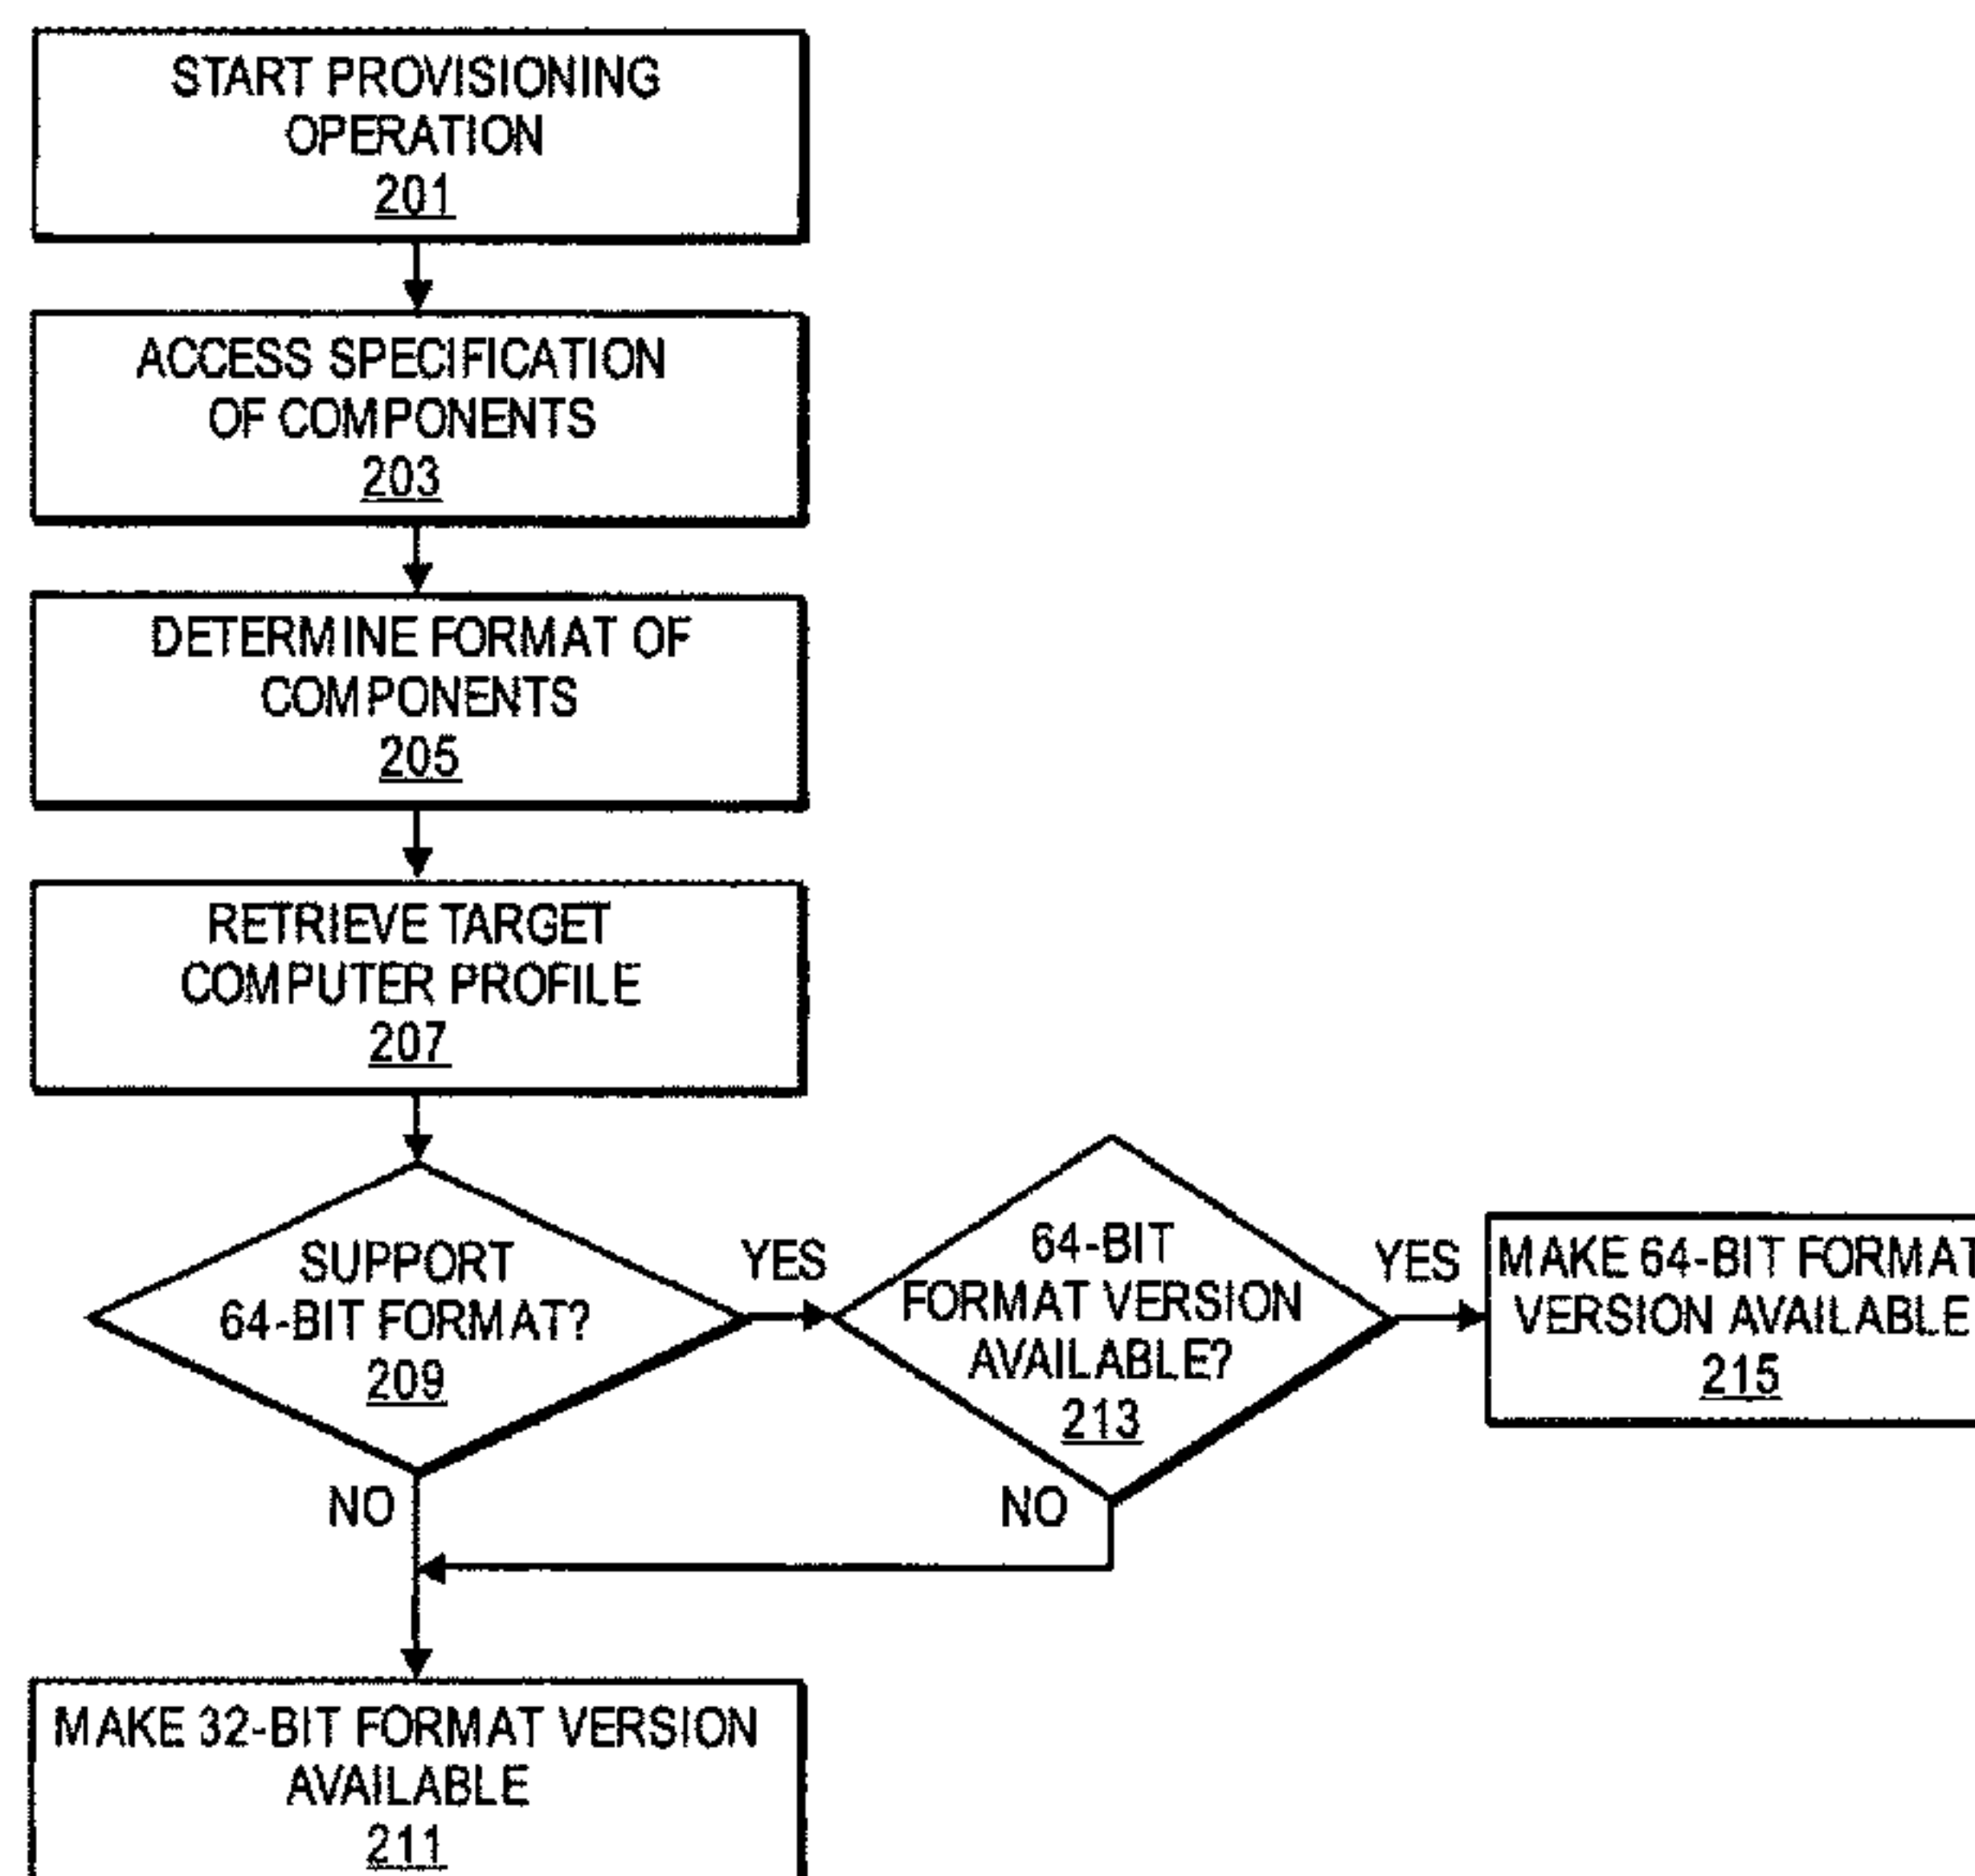 START PROVISIONING
OPERATION
201
ACCESS SPECIFICATION
OF COMPONENTS
203
DETERMINE FORMAT OF
COMPONENTS
205
RETRIEVE TARGET
COMPUTER PROFILE
207
SUPPORT
64-BIT FORMAT?
209
YES
NO
64-BIT
FORMAT VERSION
AVAILABLE?
213
YES
NO
MAKE 64-BIT FORMAT
VERSION AVAILABLE
215
MAKE 32-BIT FORMAT VERSION
AVAILABLE
211